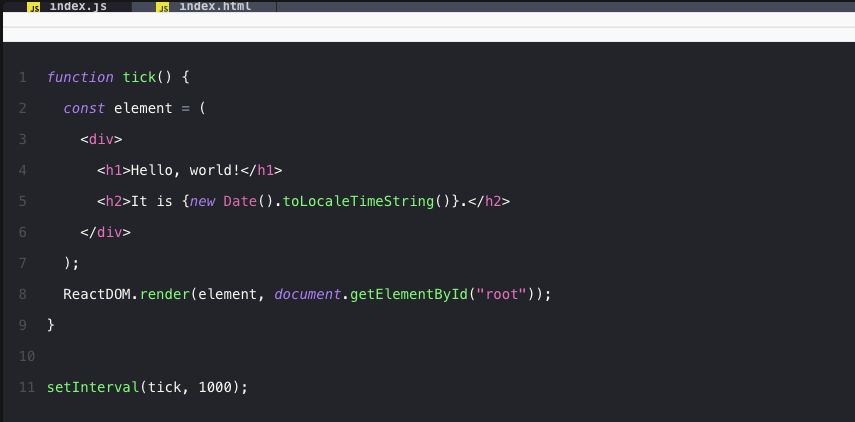 JS index.js JS index.html
1 function tick() {
2   const element = (
3     <div>
4       <h1>Hello, world!</h1>
5       <h2>It is {new Date().toLocaleTimeString()}.</h2>
6     </div>
7   );
8   ReactDOM.render(element, document.getElementById("root"));
9 }
10
11 setInterval(tick, 1000);